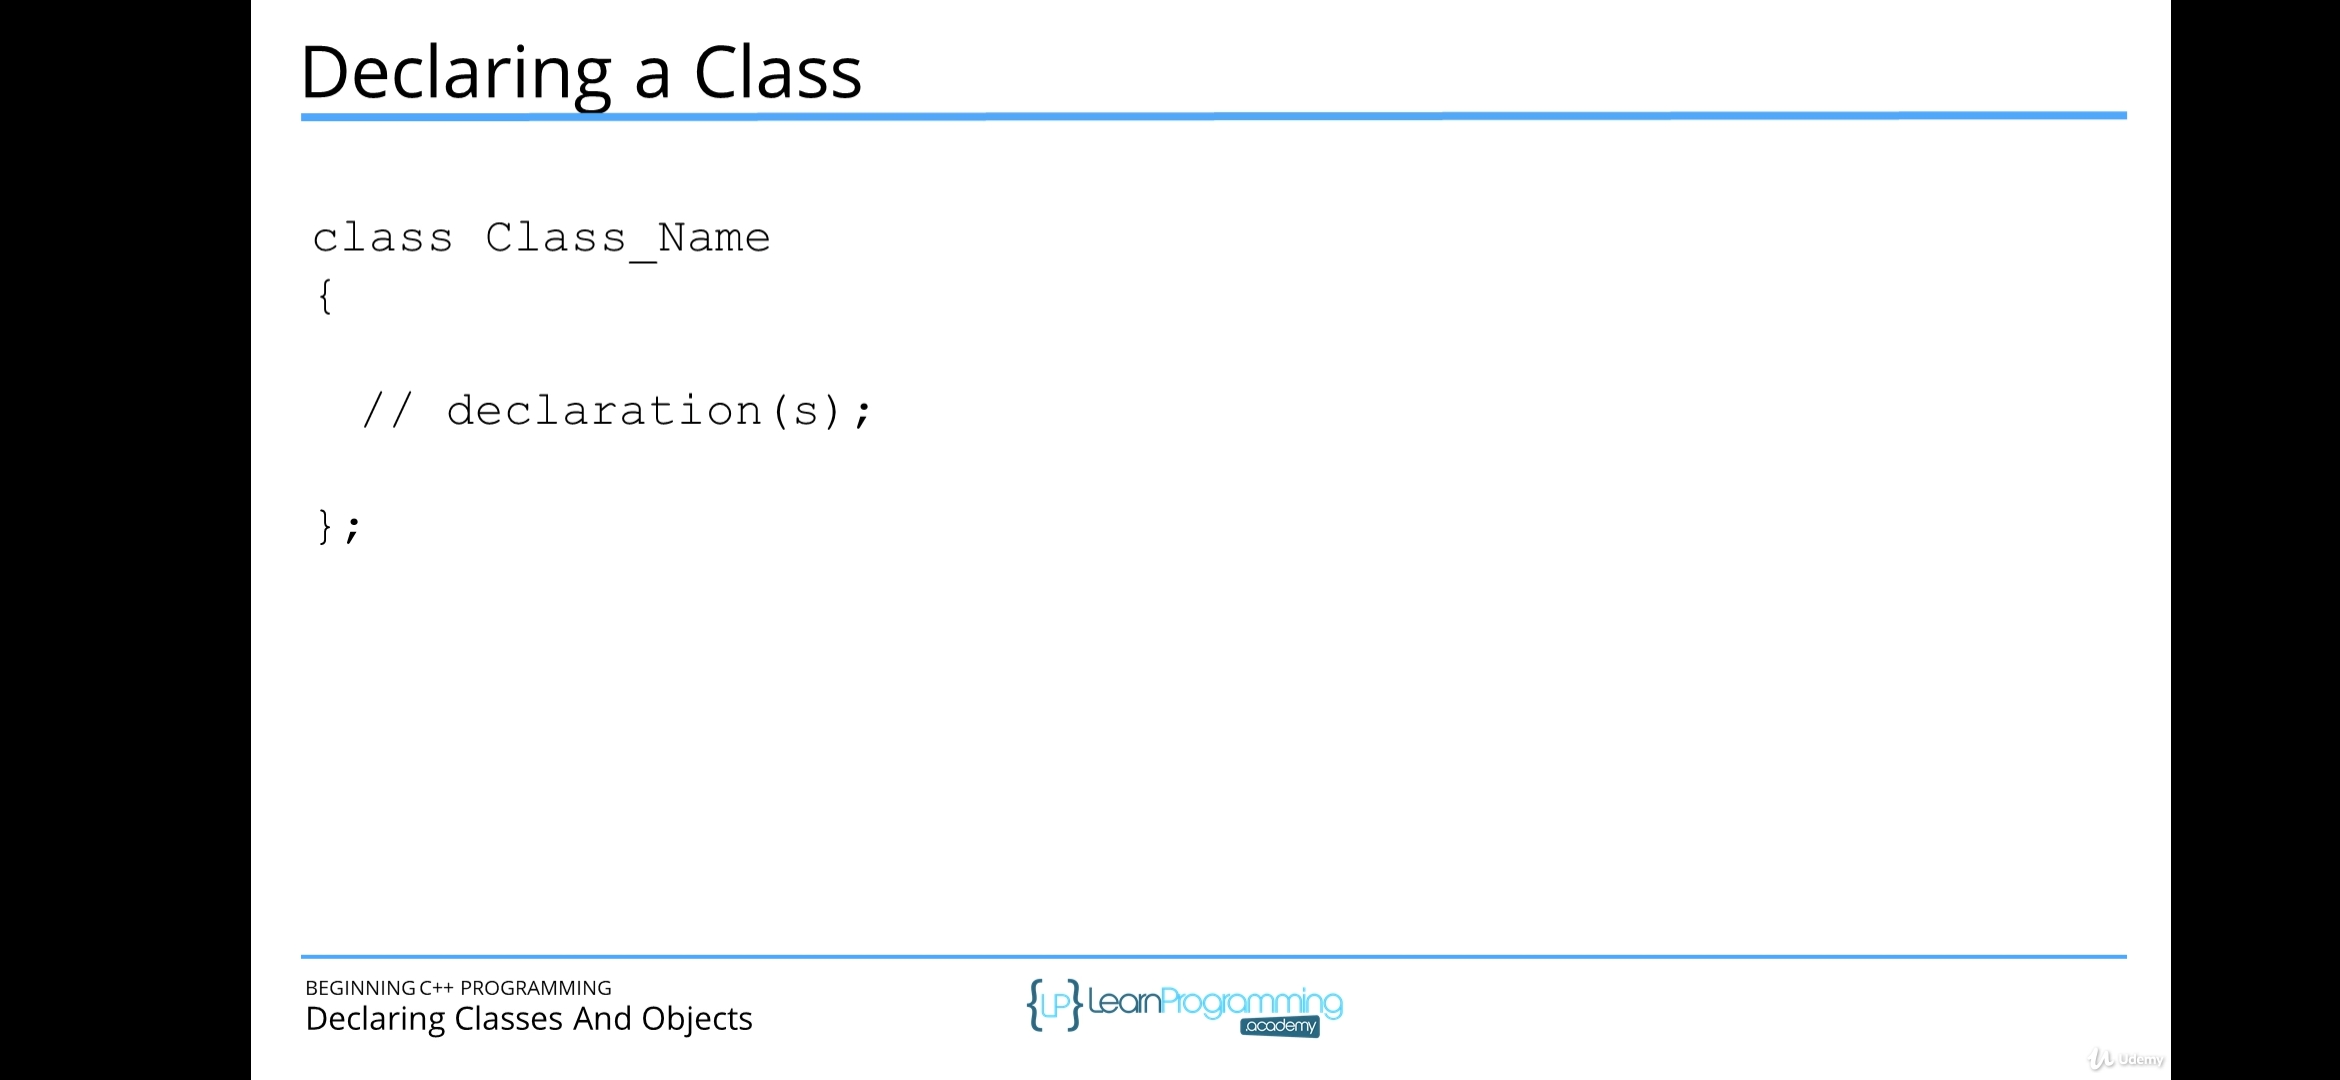 Declaring a Class
class Class_Name
{
// declaration(s);
};
BEGINNING C++ PROGRAMMING
Declaring Classes And Objects
{LP} LearnProgramming
academy
Udemy